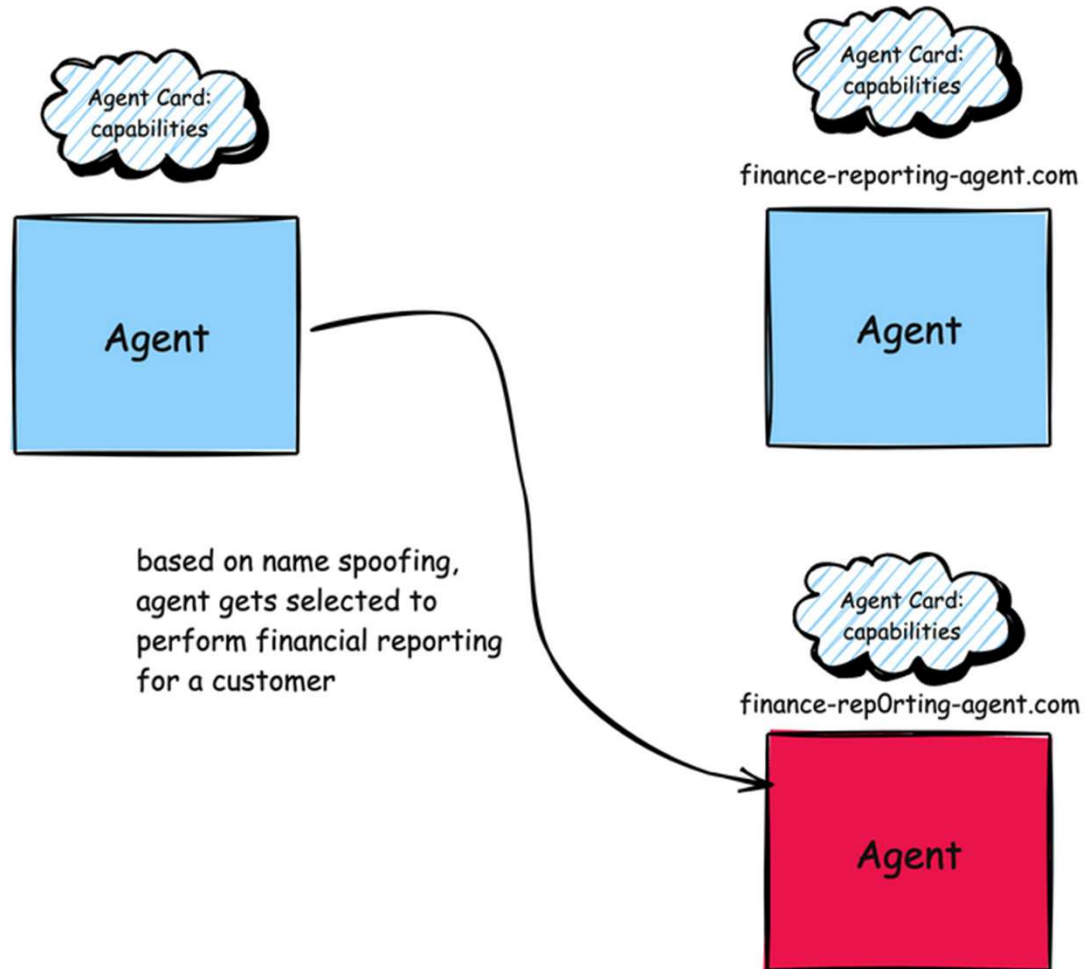 Agent Card:
capabilities
Agent
Agent Card:
capabilities
finance-reporting-agent.com
Agent
based on name spoofing,
agent gets selected to
perform financial reporting
for a customer
Agent Card:
capabilities
finance-rep0rting-agent.com
Agent